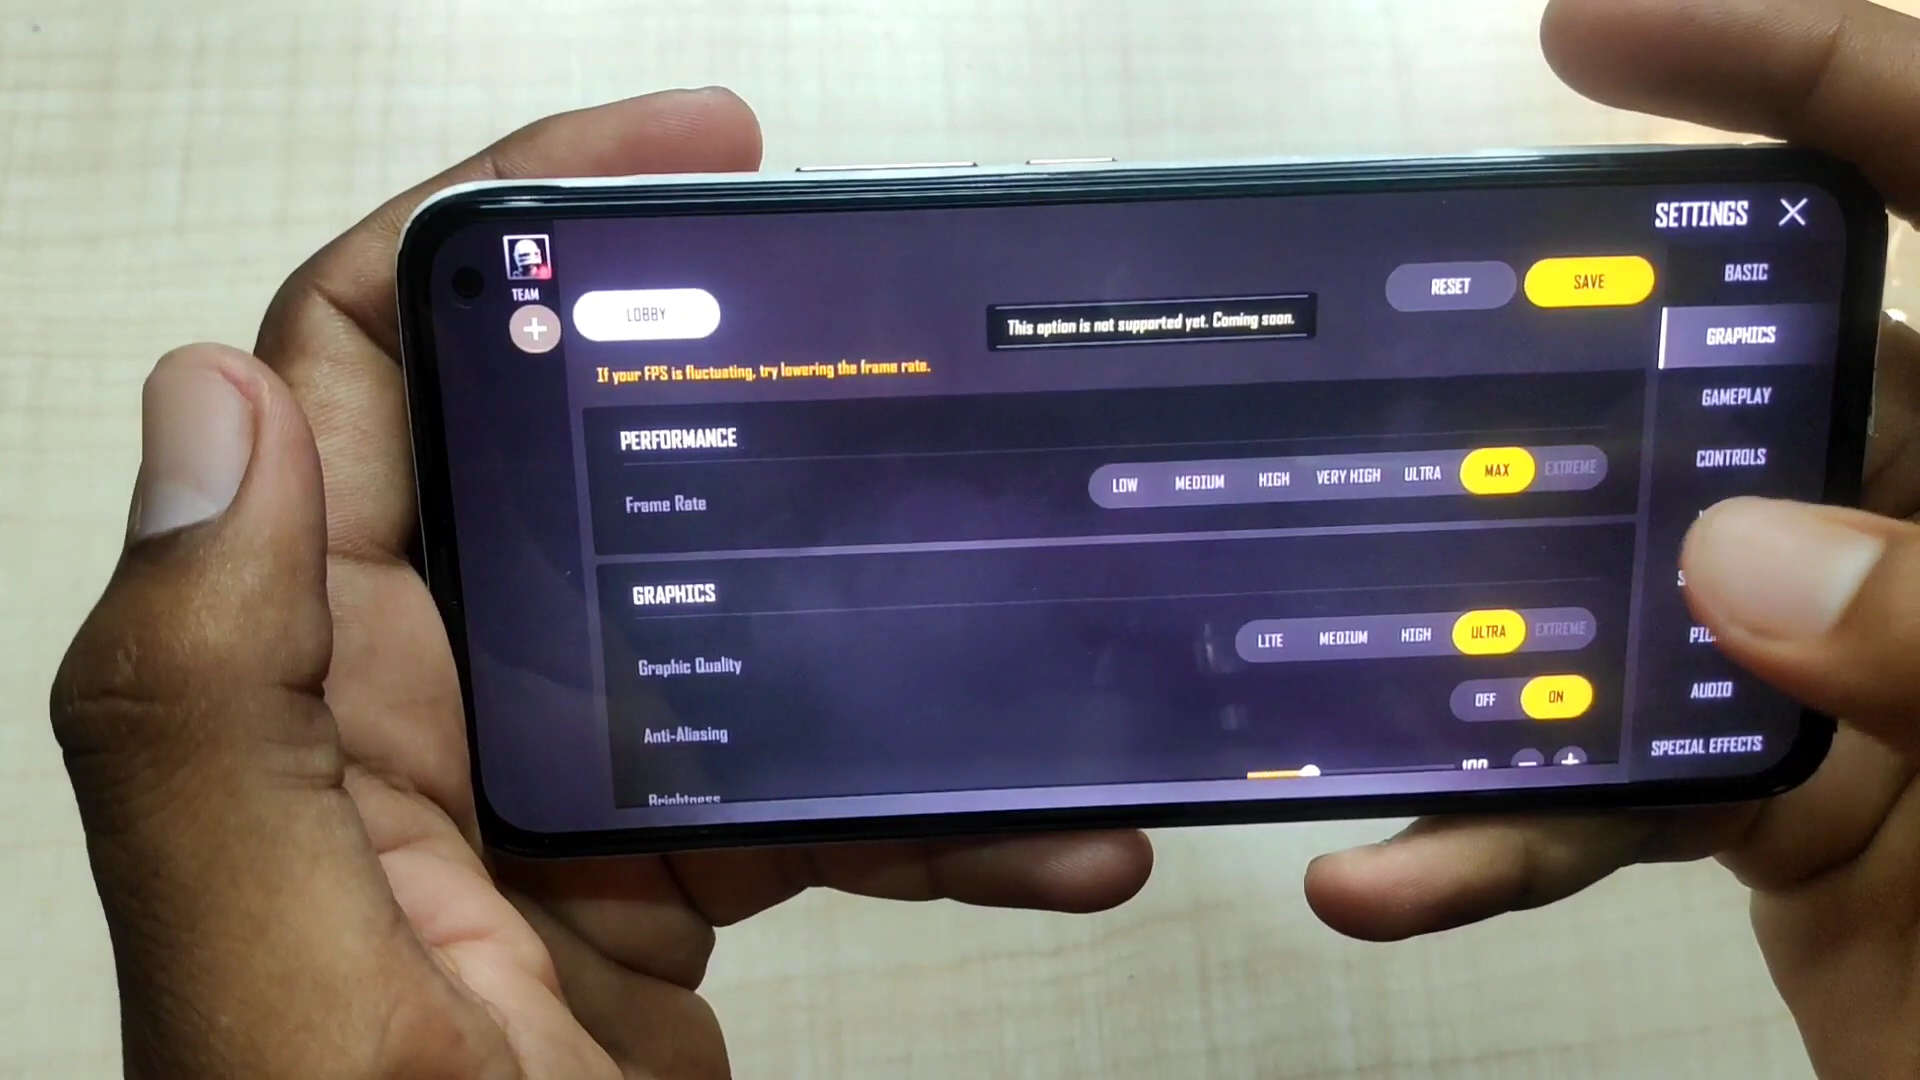 SETTINGS
TEAM
LOBBY
This option is not supported yet. Coming soon.
RESET
SAVE
BASIC
If your FPS is fluctuating, try lowering the frame rate.
GRAPHICS
GAMEPLAY
PERFORMANCE
Frame Rate
LOW MEDIUM HIGH VERY HIGH ULTRA MAX EXTREME
CONTROLS
GRAPHICS
Graphic Quality
LITE MEDIUM HIGH ULTRA EXTREME
Anti-Aliasing
OFF ON
AUDIO
Brightness
SPECIAL EFFECTS